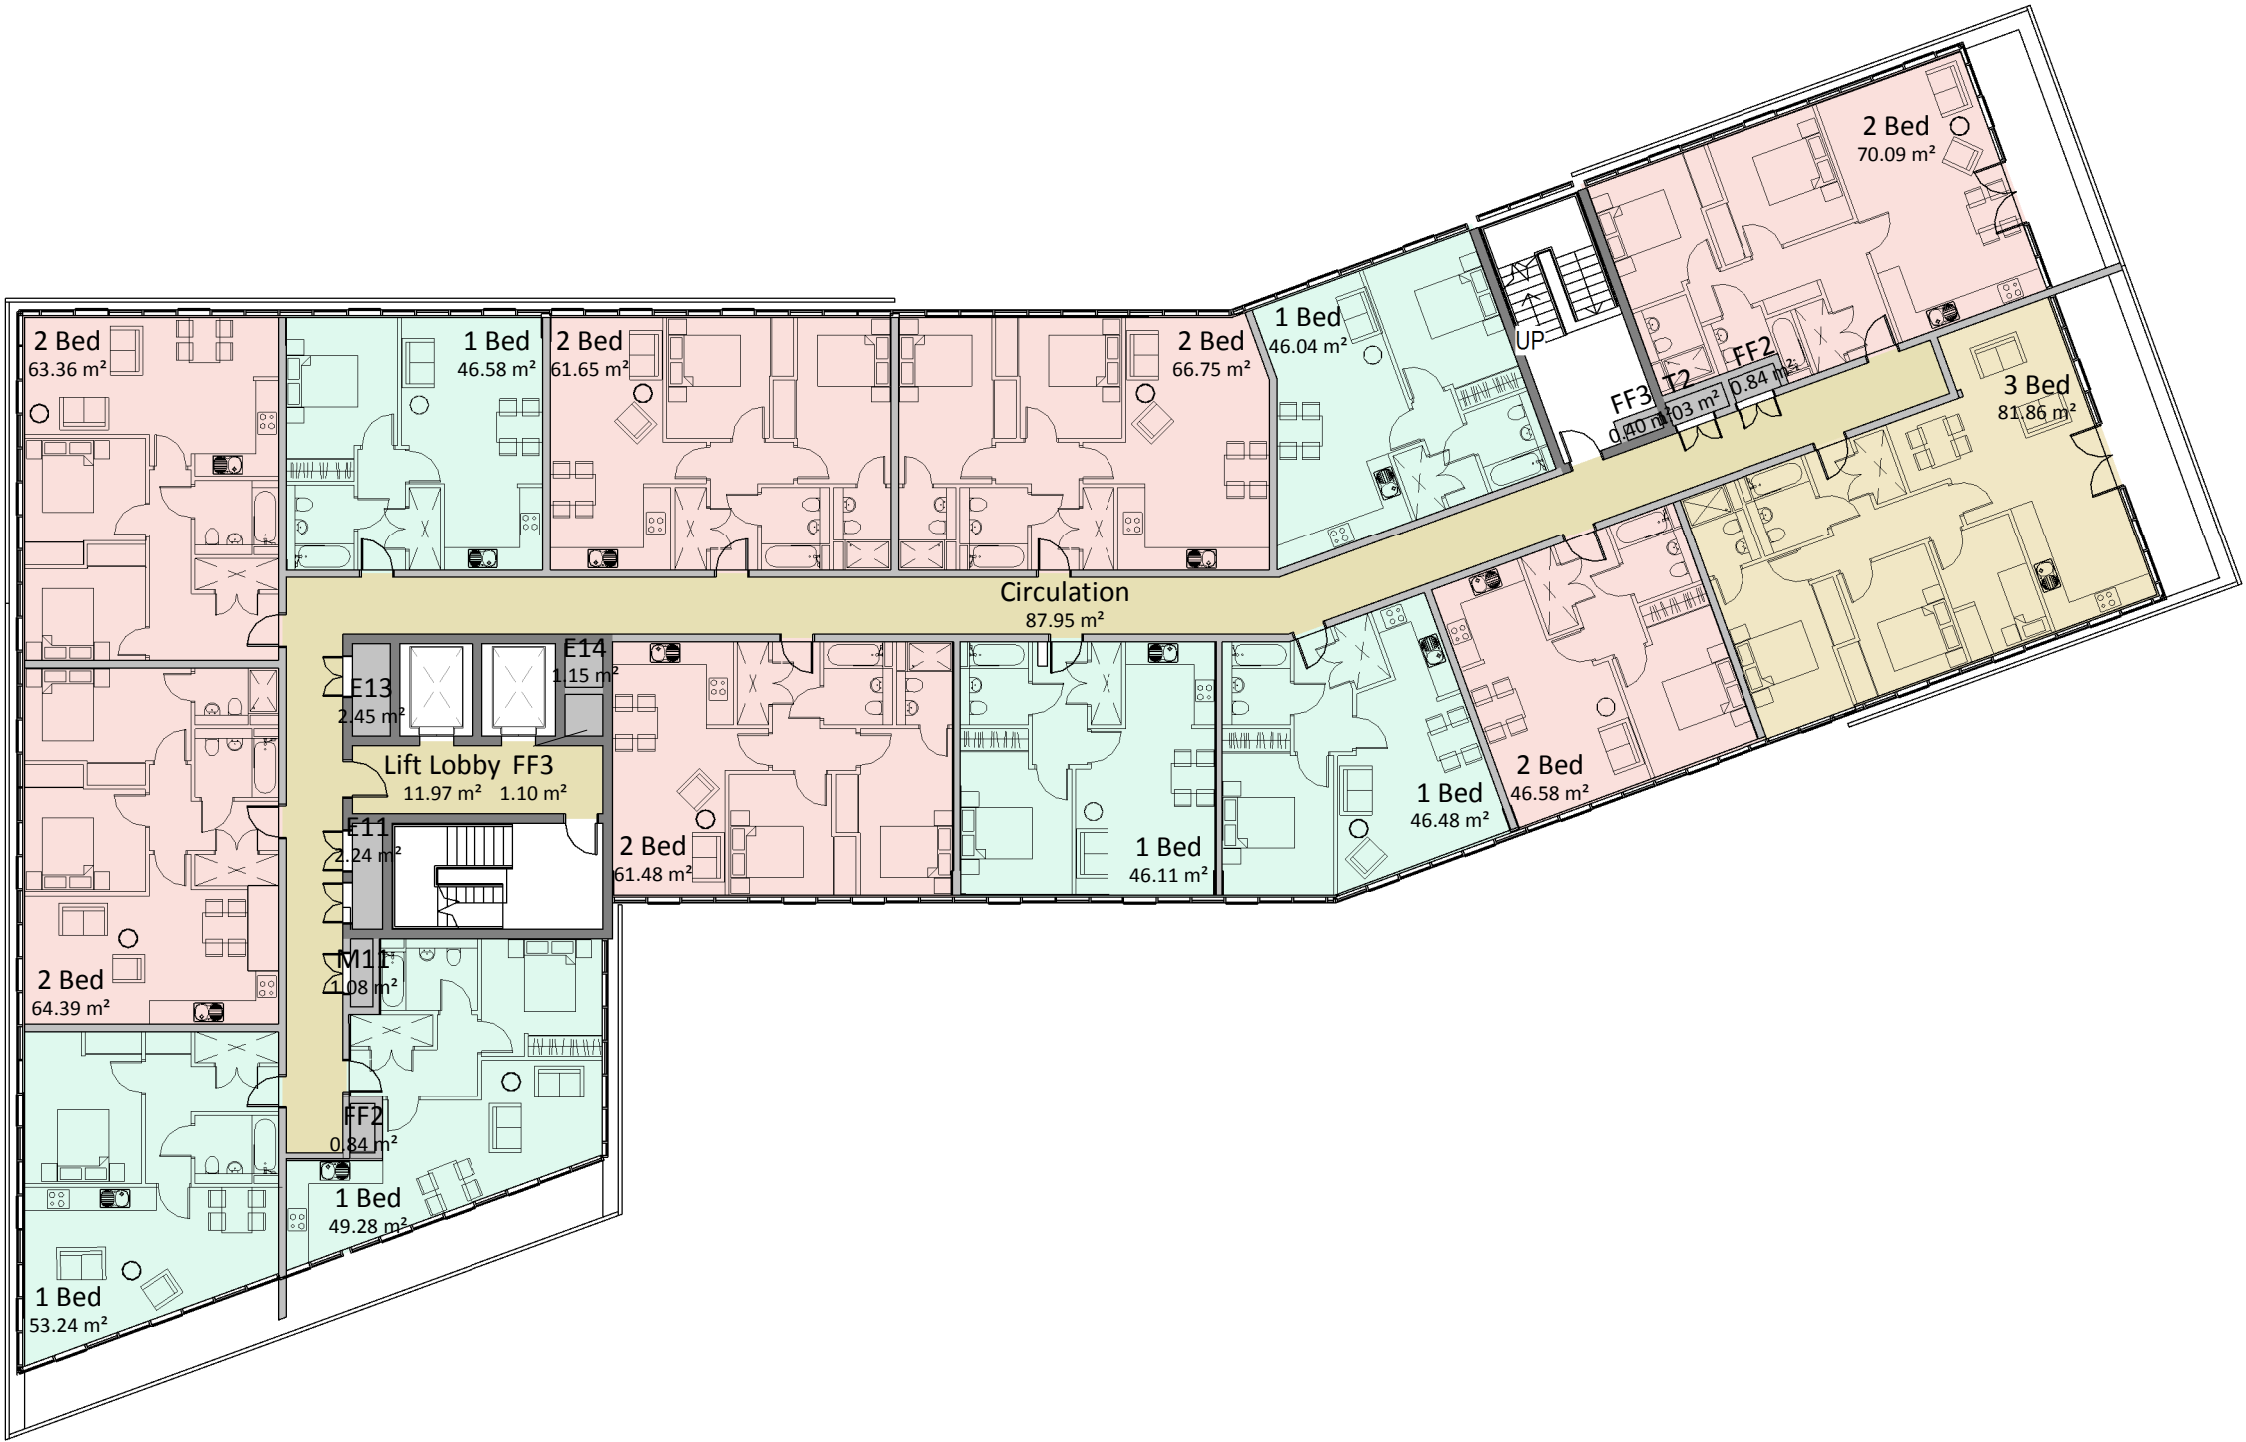 2 Bed
70.09 m²
2 Bed
63.36 m²
1 Bed
46.58 m²
2 Bed
61.65 m²
2 Bed
66.75 m²
1 Bed
46.04 m²
UP
FF2
0.84 m²
T2
FF3
0.40 m²
3 Bed
81.86 m²
Circulation
87.95 m²
E14
1.15 m²
E13
2.45 m²
Lift Lobby
11.97 m²
FF3
1.10 m²
E11
2.24 m²
2 Bed
61.48 m²
1 Bed
46.11 m²
1 Bed
46.48 m²
2 Bed
46.58 m²
2 Bed
64.39 m²
M11
1.08 m²
FF2
0.84 m²
1 Bed
49.28 m²
1 Bed
53.24 m²